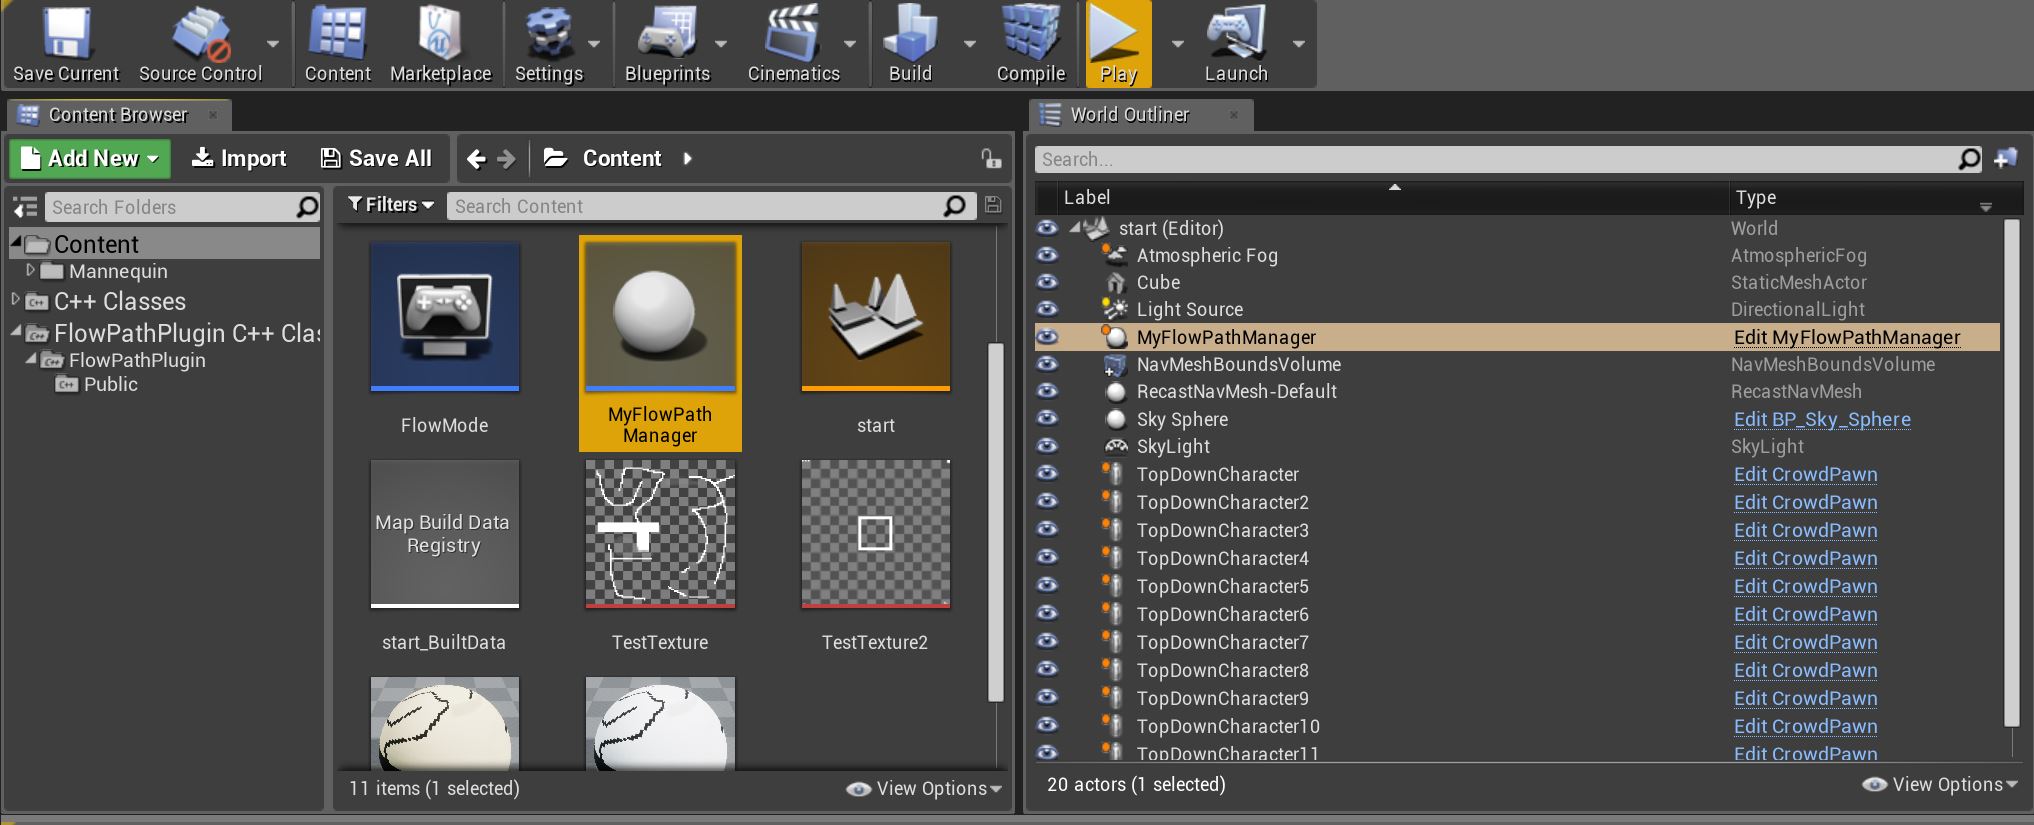 Save Current
Source Control
Content
Marketplace
Settings
Blueprints
Cinematics
Build
Compile
Play
Launch
Content Browser
Add New
Import
Save All
Content
Search Folders
Content
Mannequin
C++ Classes
FlowPathPlugin C++ Clas
FlowPathPlugin
Public
Filters
Search Content
FlowMode
MyFlowPath
Manager
start
Map Build Data
Registry
start_BuiltData
TestTexture
TestTexture2
11 items (1 selected)
View Options
World Outliner
Search...
Label Type
start (Editor) World
Atmospheric Fog AtmosphericFog
Cube StaticMeshActor
Light Source DirectionalLight
MyFlowPathManager Edit MyFlowPathManager
NavMeshBoundsVolume NavMeshBoundsVolume
RecastNavMesh-Default RecastNavMesh
Sky Sphere Edit BP_Sky_Sphere
SkyLight SkyLight
TopDownCharacter Edit CrowdPawn
TopDownCharacter2 Edit CrowdPawn
TopDownCharacter3 Edit CrowdPawn
TopDownCharacter4 Edit CrowdPawn
TopDownCharacter5 Edit CrowdPawn
TopDownCharacter6 Edit CrowdPawn
TopDownCharacter7 Edit CrowdPawn
TopDownCharacter8 Edit CrowdPawn
TopDownCharacter9 Edit CrowdPawn
TopDownCharacter10 Edit CrowdPawn
TopDownCharacter11 Edit CrowdPawn
20 actors (1 selected)
View Options